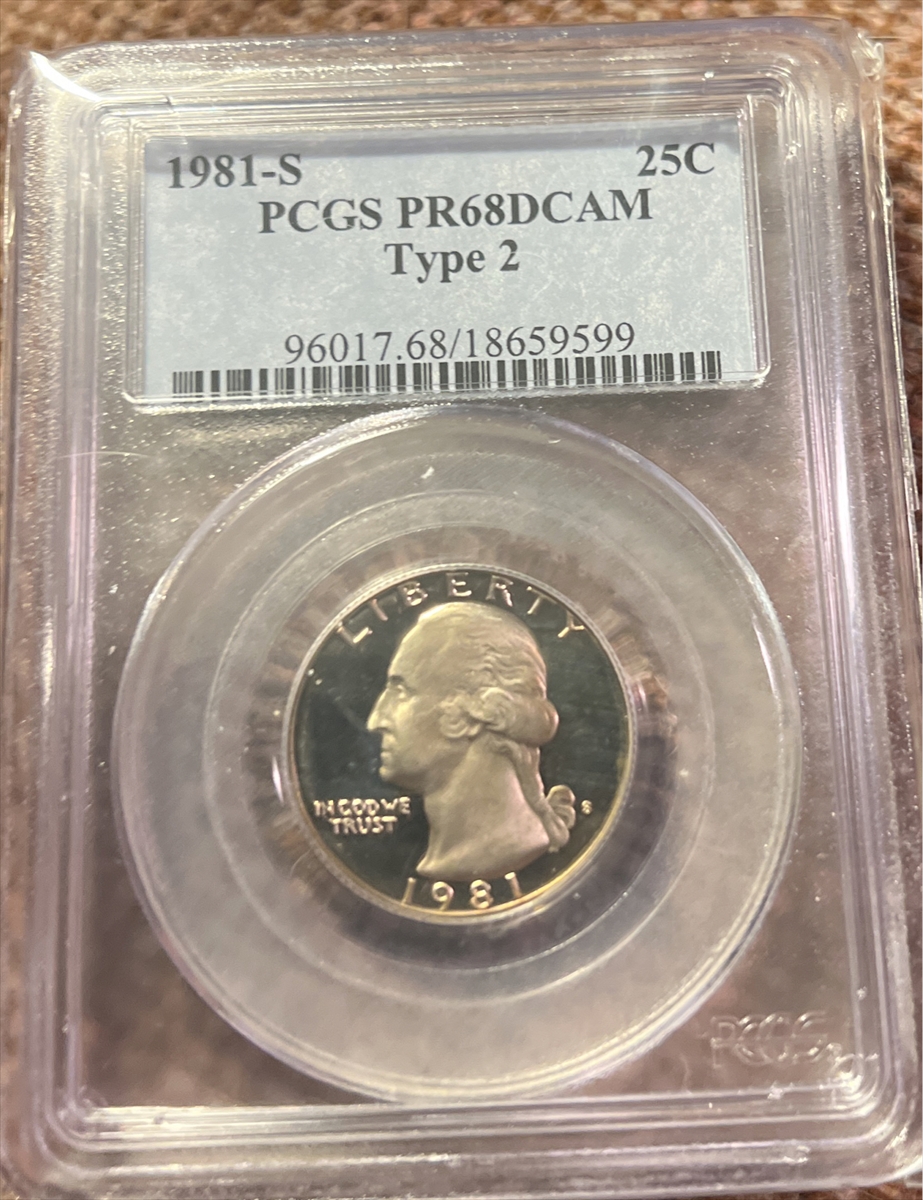 1981-S 25C
PCGS PR68DCAM
Type 2
96017.68/18659599
LIBERTY
IN GOD WE
TRUST
S
1981
PCGS